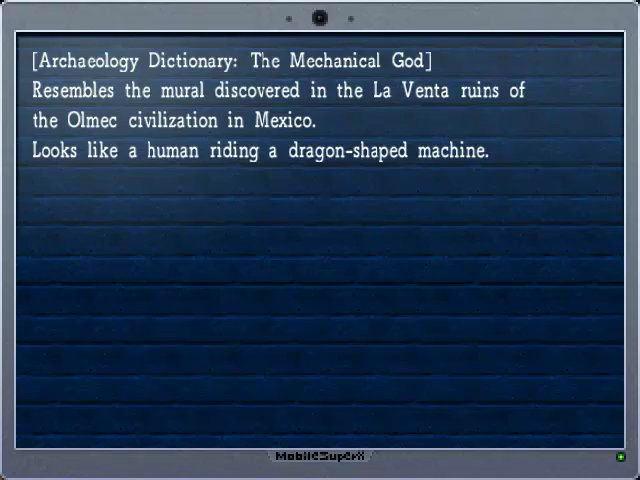 [Archaeology Dictionary: The Mechanical God]
Resembles the mural discovered in the La Venta ruins of
the Olmec civilization in Mexico.
Looks like a human riding a dragon-shaped machine.
MobileSuperX